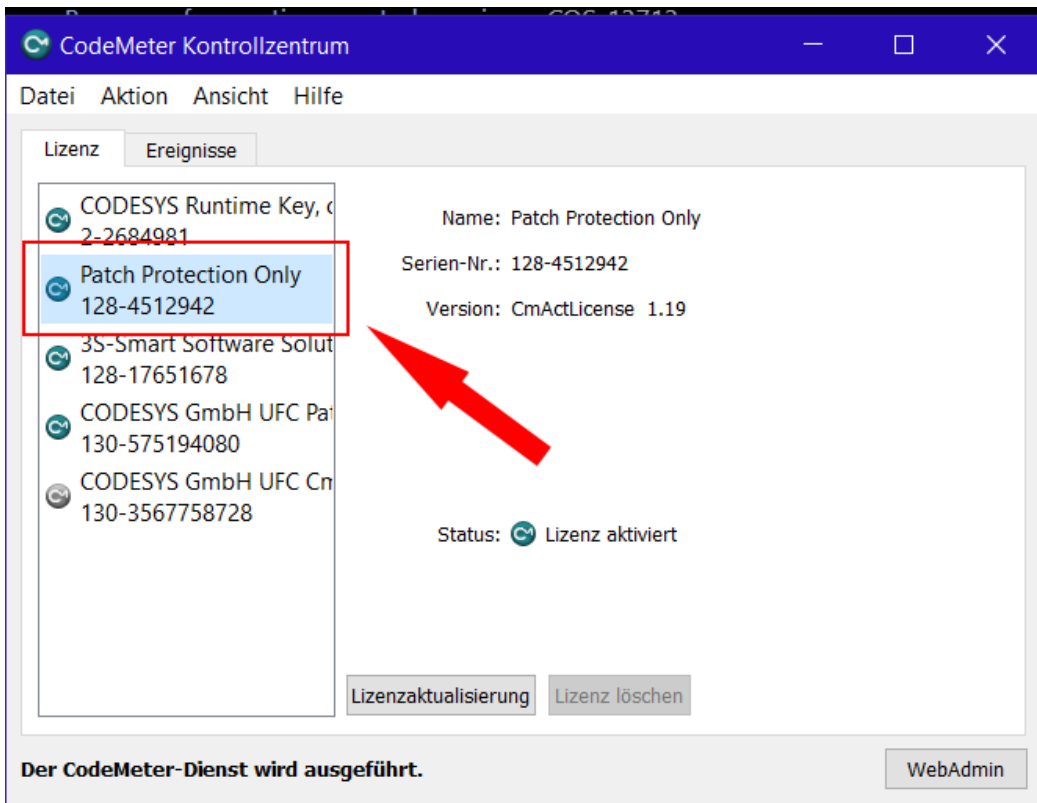 CodeMeter Kontrollzentrum
Datei Aktion Ansicht Hilfe
Lizenz Ereignisse
CODESYS Runtime Key,
2-2684981
Patch Protection Only
128-4512942
3S-Smart Software Solut
128-17651678
CODESYS GmbH UFC Pat
130-575194080
CODESYS GmbH UFC Cm
130-3567758728
Name: Patch Protection Only
Serien-Nr.: 128-4512942
Version: CmActLicense 1.19
Status: Lizenz aktiviert
Lizenzaktualisierung Lizenz löschen
Der CodeMeter-Dienst wird ausgeführt.
WebAdmin